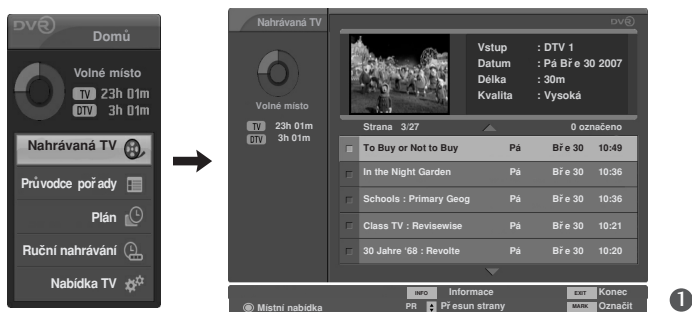 DVR
Domů
Volné místo
TV 23h 01m
DTV 3h 01m
Nahrávaná TV
Průvodce pořady
Plán
Ruční nahrávání
Nabídka TV
Nahrávaná TV
DVR
Volné místo
TV 23h 01m
DTV 3h 01m
Vstup : DTV 1
Datum : Pá Bře 30 2007
Délka : 30m
Kvalita : Vysoká
Strana 3/27 0 označeno
To Buy or Not to Buy Pá Bře 30 10:49
In the Night Garden Pá Bře 30 10:36
Schools : Primary Geog Pá Bře 30 10:36
Class TV : Revisewise Pá Bře 30 10:21
30 Jahre '68 : Revolte Pá Bře 30 10:20
INFO Informace EXIT Konec
Místní nabídka PR Přesun strany MARK Označit
1